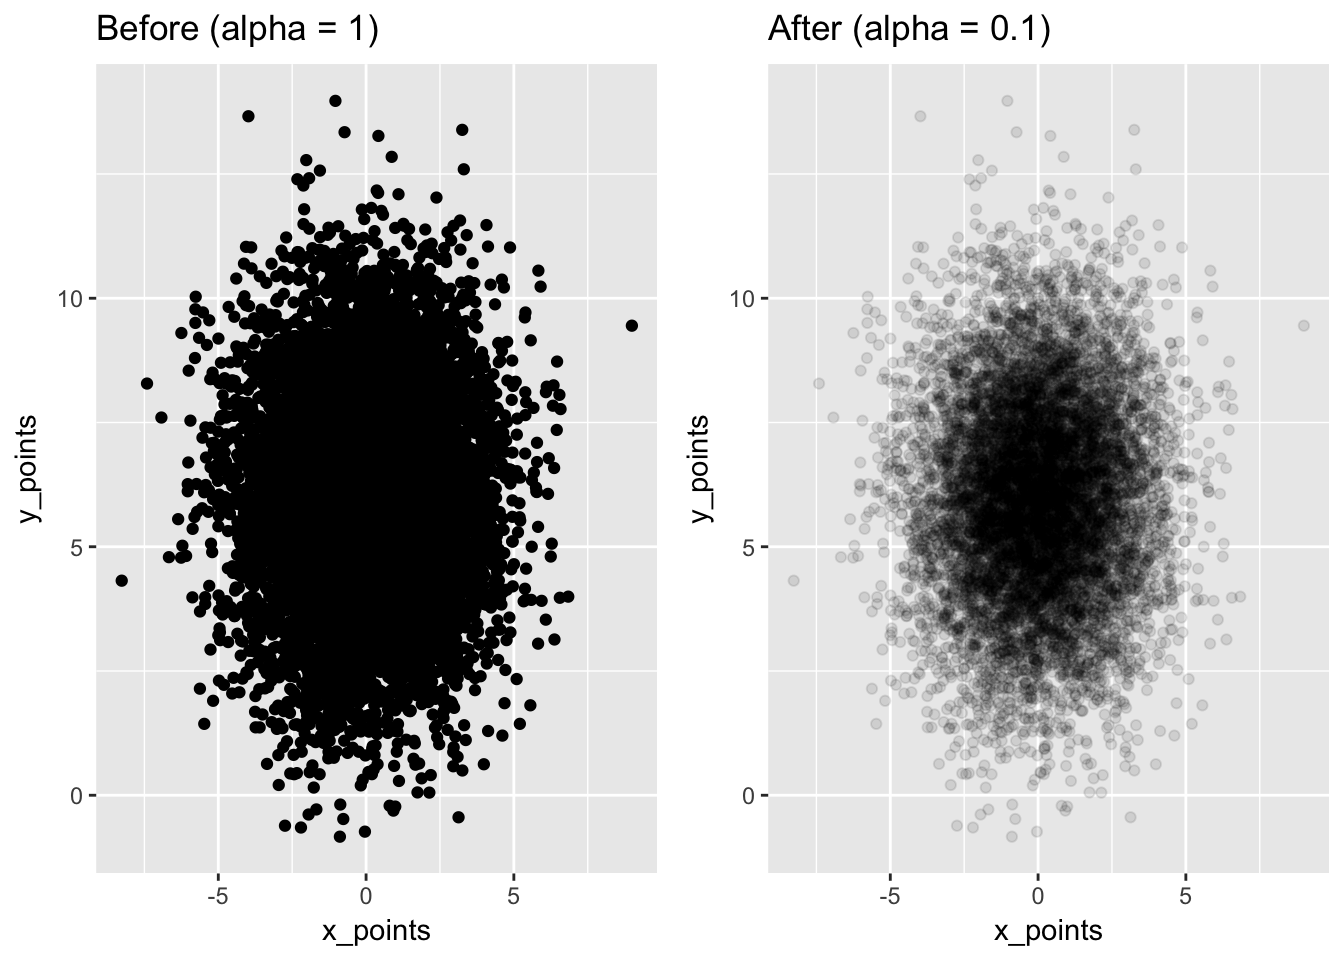 Before (alpha = 1)
10
5
0
y_points
-5
0
5
x_points
After (alpha = 0.1)
10
5
0
y_points
-5
0
5
x_points